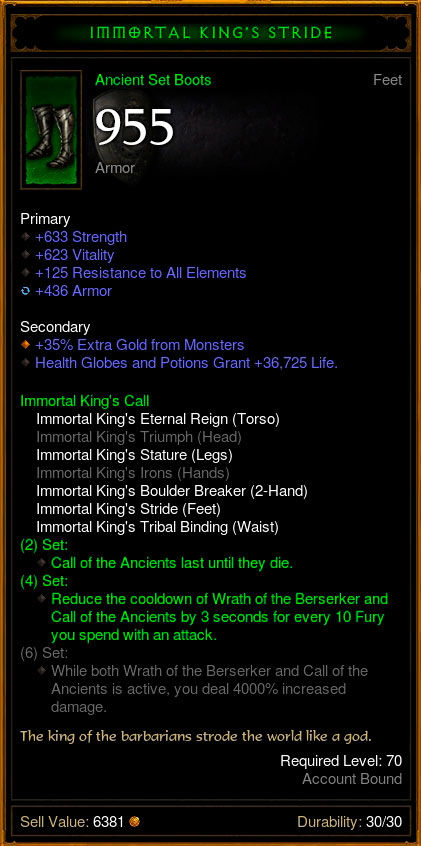 IMMORTAL KING'S STRIDE
Ancient Set Boots Feet
955
Armor
Primary
+633 Strength
+623 Vitality
+125 Resistance to All Elements
+436 Armor
Secondary
+35% Extra Gold from Monsters
Health Globes and Potions Grant +36,725 Life.
Immortal King's Call
Immortal King's Eternal Reign (Torso)
Immortal King's Triumph (Head)
Immortal King's Stature (Legs)
Immortal King's Irons (Hands)
Immortal King's Boulder Breaker (2-Hand)
Immortal King's Stride (Feet)
Immortal King's Tribal Binding (Waist)
(2) Set:
Call of the Ancients last until they die.
(4) Set:
Reduce the cooldown of Wrath of the Berserker and
Call of the Ancients by 3 seconds for every 10 Fury
you spend with an attack.
(6) Set:
While both Wrath of the Berserker and Call of the
Ancients is active, you deal 4000% increased
damage.
The king of the barbarians strode the world like a god.
Required Level: 70
Account Bound
Sell Value: 6381 Durability: 30/30